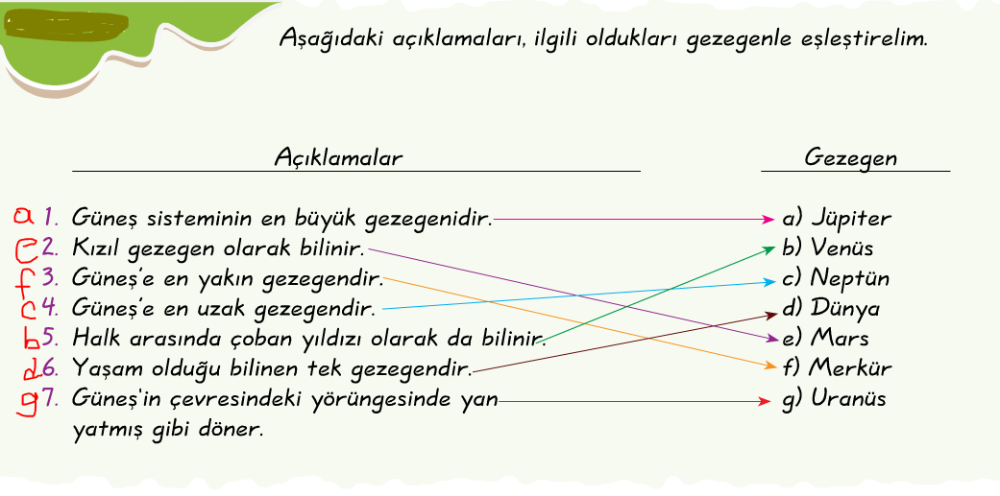 Aşağıdaki açıklamaları, ilgili oldukları gezegenle eşleştirelim.
Açıklamalar Gezegen
a 1. Güneş sisteminin en büyük gezegenidir. a) Jüpiter
e 2. Kızıl gezegen olarak bilinir. b) Venüs
f 3. Güneş'e en yakın gezegendir. c) Neptün
c 4. Güneş'e en uzak gezegendir. d) Dünya
b 5. Halk arasında çoban yıldızı olarak da bilinir. e) Mars
d 6. Yaşam olduğu bilinen tek gezegendir. f) Merkür
g 7. Güneş'in çevresindeki yörüngesinde yan g) Uranüs
yatmış gibi döner.